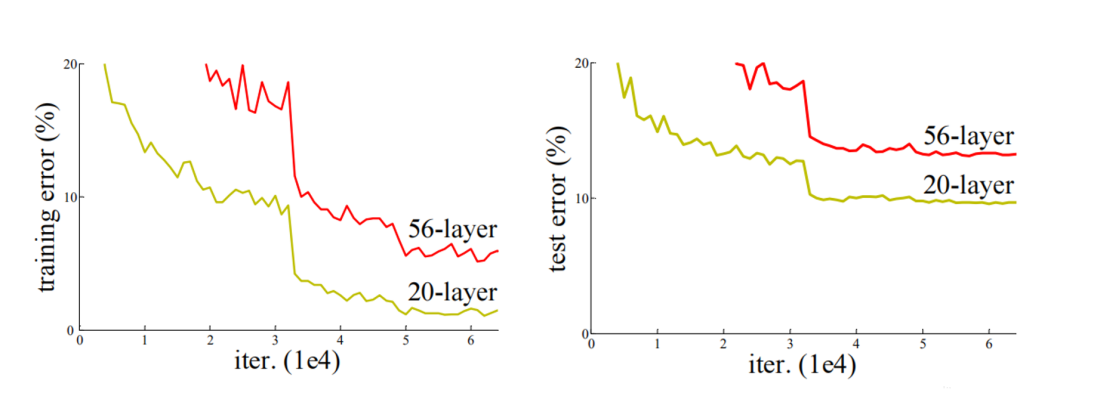 training error (%)
20
10
0
0 1 2 3 4 5 6
iter. (1e4)
56-layer
20-layer
test error (%)
20
10
0
0 1 2 3 4 5 6
iter. (1e4)
56-layer
20-layer